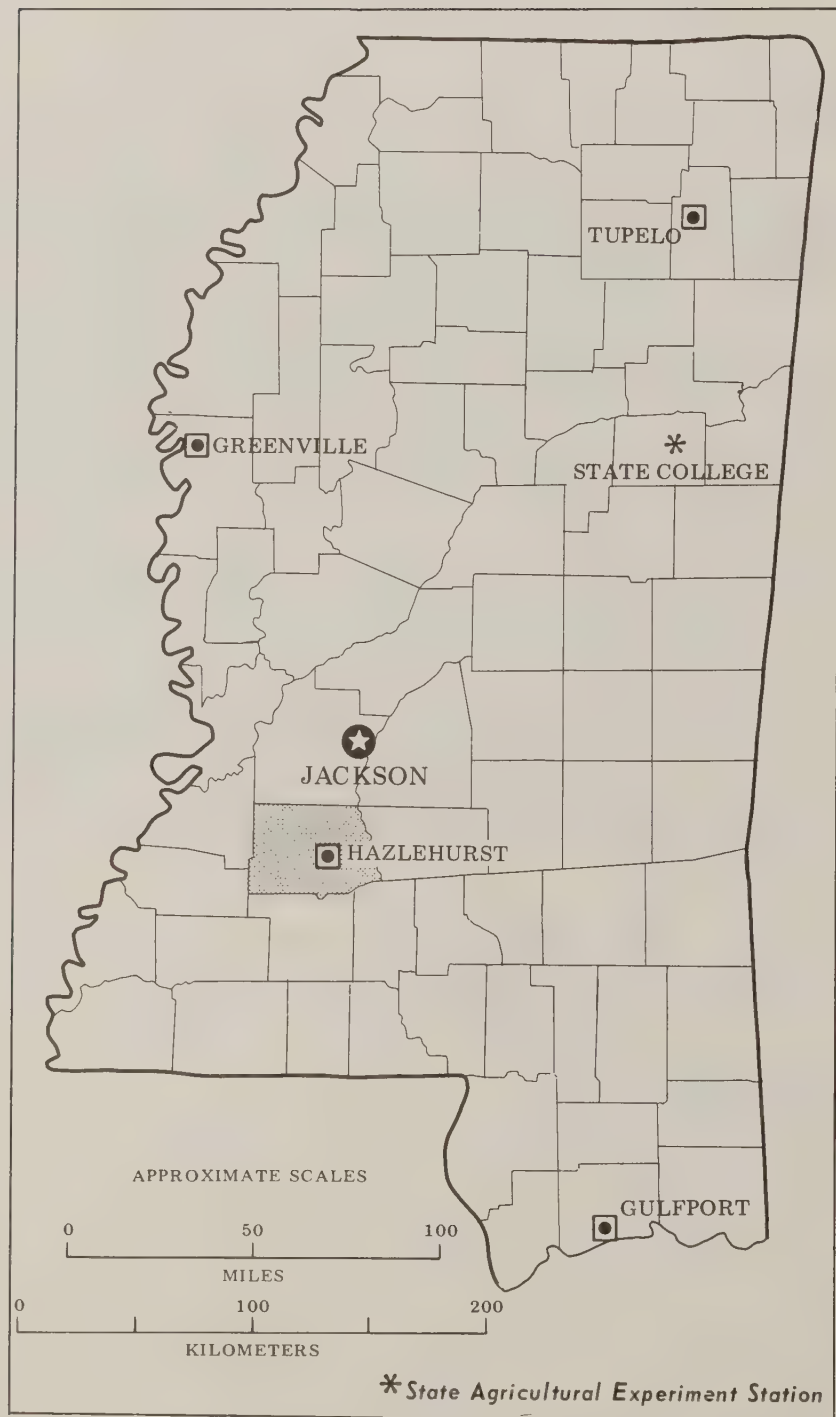 TUPELO
GREENVILLE
STATE COLLEGE
JACKSON
HAZLEHURST
APPROXIMATE SCALES
GULFPORT
0 50 100
MILES
0 100 200
KILOMETERS
*State Agricultural Experiment Station